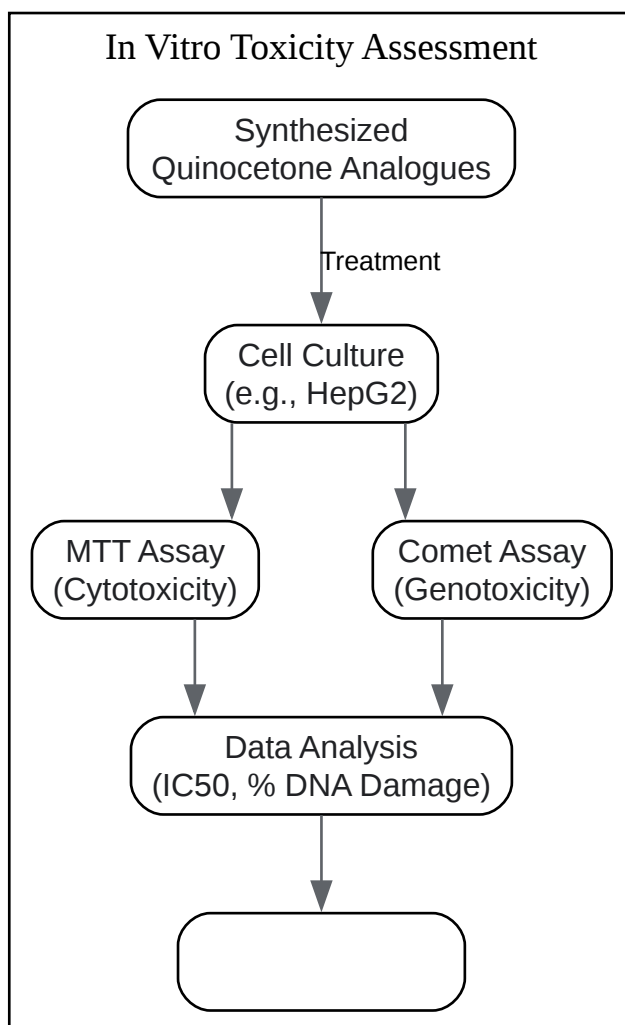 In Vitro Toxicity Assessment
Synthesized
Quinocetone Analogues
Treatment
Cell Culture
(e.g., HepG2)
MTT Assay
(Cytotoxicity)
Comet Assay
(Genotoxicity)
Data Analysis
(IC50, % DNA Damage)